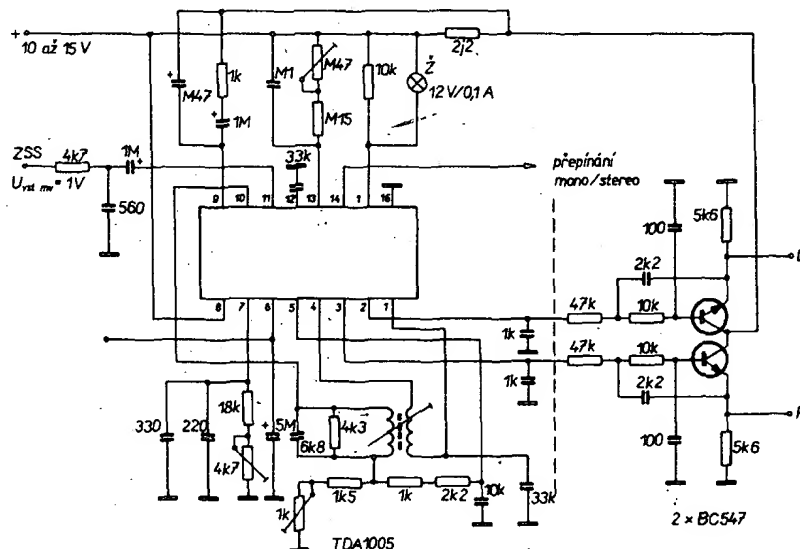 +
10 až 15 V
M47
1k
1M
M1
M47
M15
10k
Ž
12 V/0,1 A
2j2
ZSS
4k7
1M
560
33k
přepínání
mono/stereo
9
10
11
12
13
14
1
16
8
7
6
5
4
3
2
1
100
5k6
L
2k2
47k
10k
1k
47k
10k
1k
2k2
100
5k6
2 × BC547
330
220
18k
4k7
5M
6k8
4k3
1k5
1k
2k2
10k
33k
1k
TDA1005